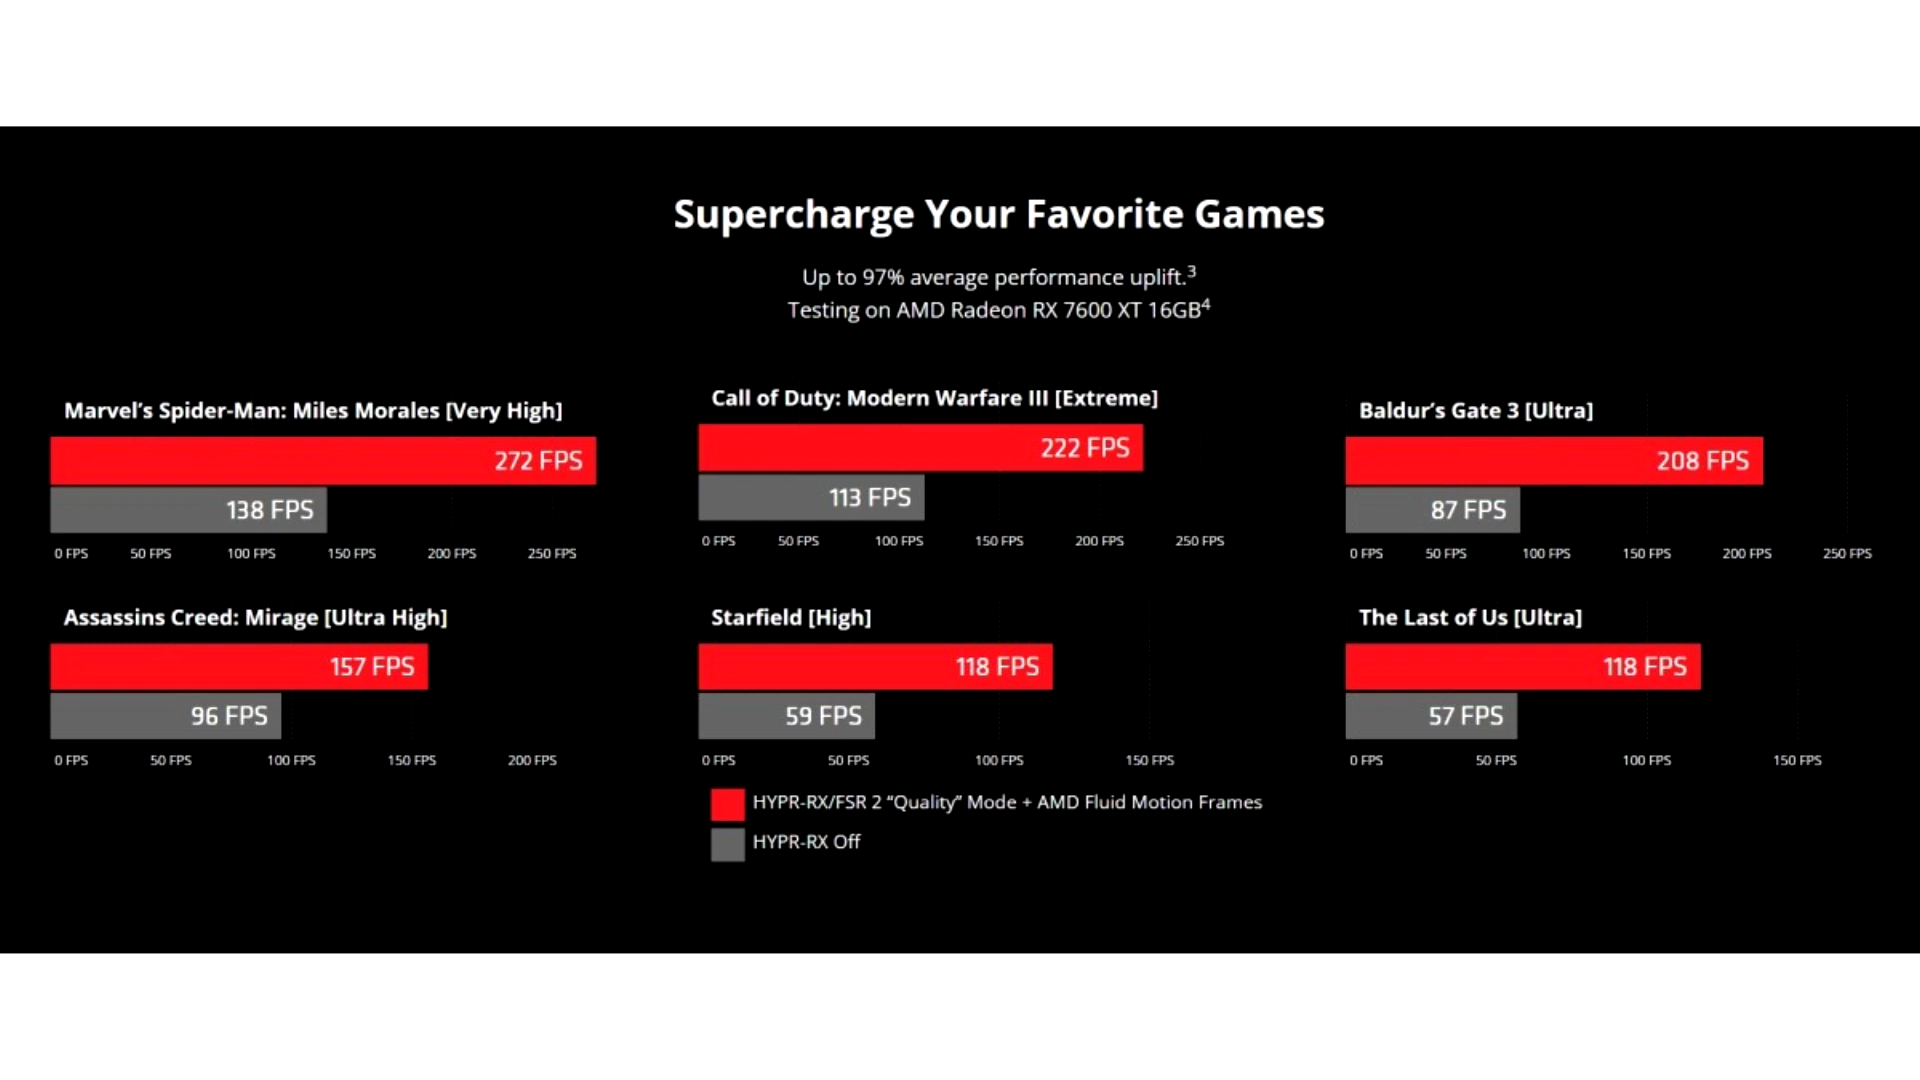 Supercharge Your Favorite Games
Up to 97% average performance uplift.3
Testing on AMD Radeon RX 7600 XT 16GB4
Marvel’s Spider-Man: Miles Morales [Very High]
272 FPS
138 FPS
0 FPS 50 FPS 100 FPS 150 FPS 200 FPS 250 FPS
Call of Duty: Modern Warfare III [Extreme]
222 FPS
113 FPS
0 FPS 50 FPS 100 FPS 150 FPS 200 FPS 250 FPS
Baldur’s Gate 3 [Ultra]
208 FPS
87 FPS
0 FPS 50 FPS 100 FPS 150 FPS 200 FPS 250 FPS
Assassins Creed: Mirage [Ultra High]
157 FPS
96 FPS
0 FPS 50 FPS 100 FPS 150 FPS 200 FPS
Starfield [High]
118 FPS
59 FPS
0 FPS 50 FPS 100 FPS 150 FPS
The Last of Us [Ultra]
118 FPS
57 FPS
0 FPS 50 FPS 100 FPS 150 FPS
HYPR-RX/FSR 2 “Quality” Mode + AMD Fluid Motion Frames
HYPR-RX Off